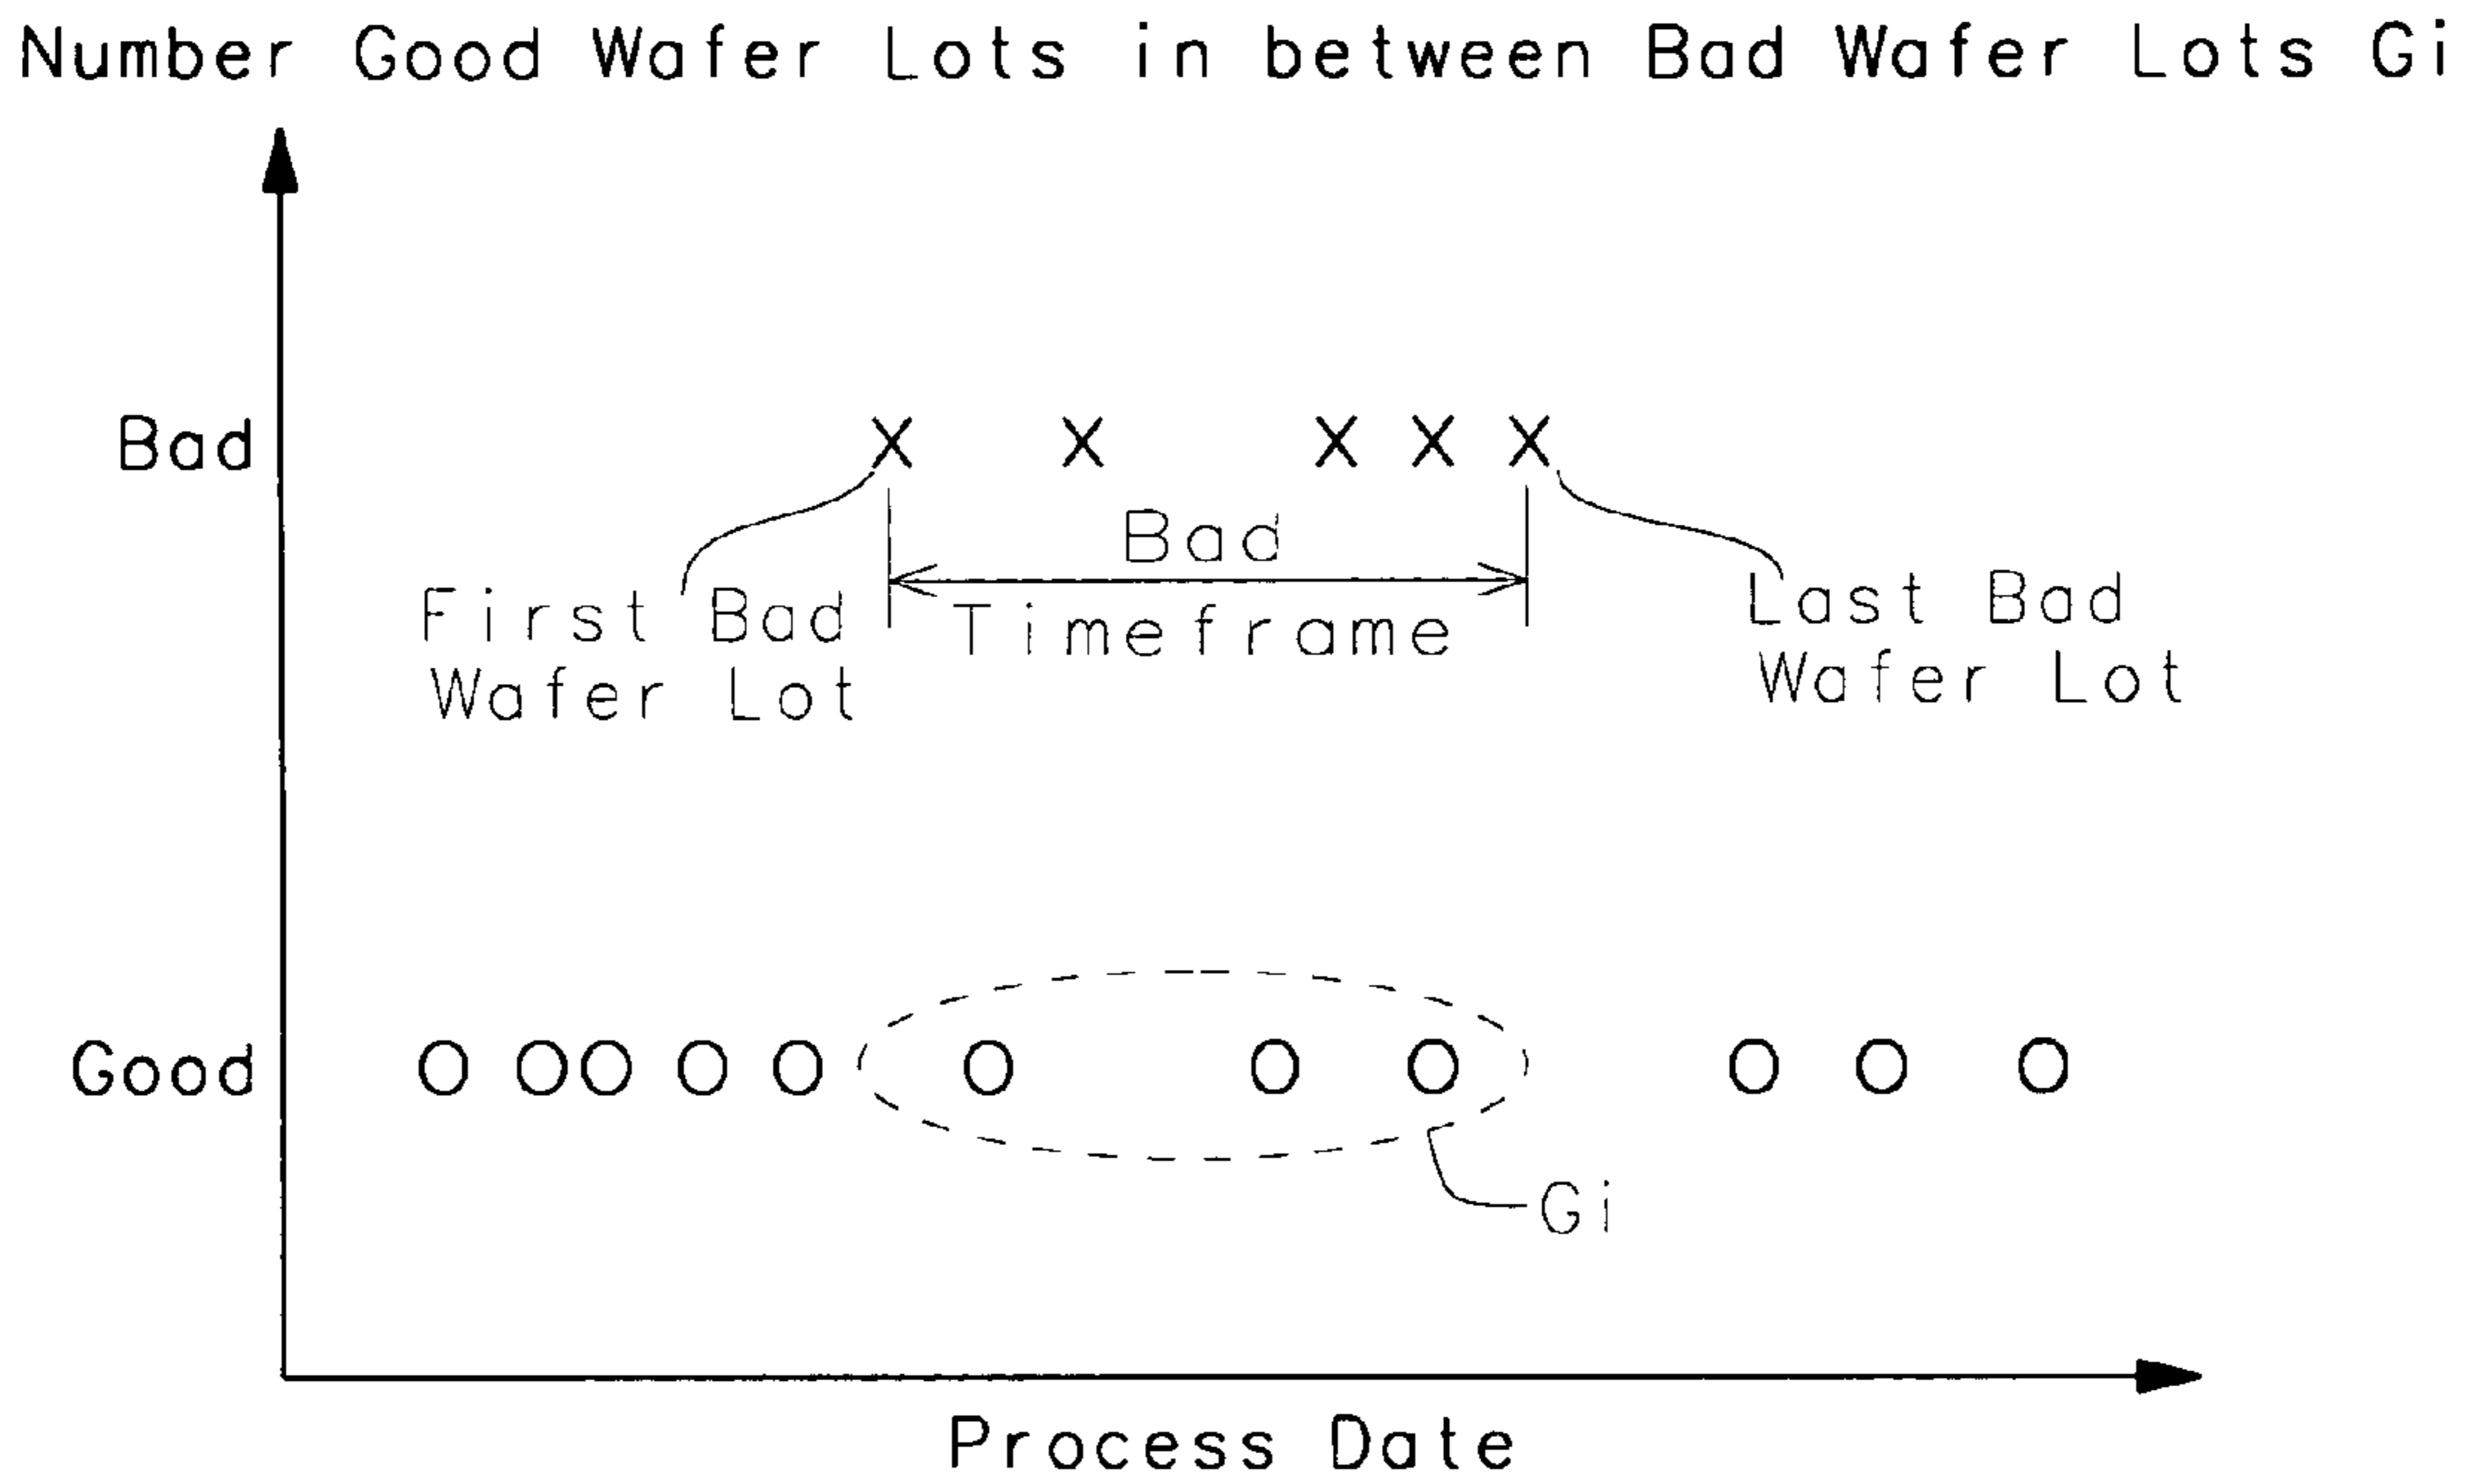 Number Good Wafer Lots in between Bad Wafer Lots Gi
Bad
X X X X X
Bad
Timeframe
First Bad
Wafer Lot
Last Bad
Wafer Lot
Good
O O O O O O O O O O O
Gi
Process Date